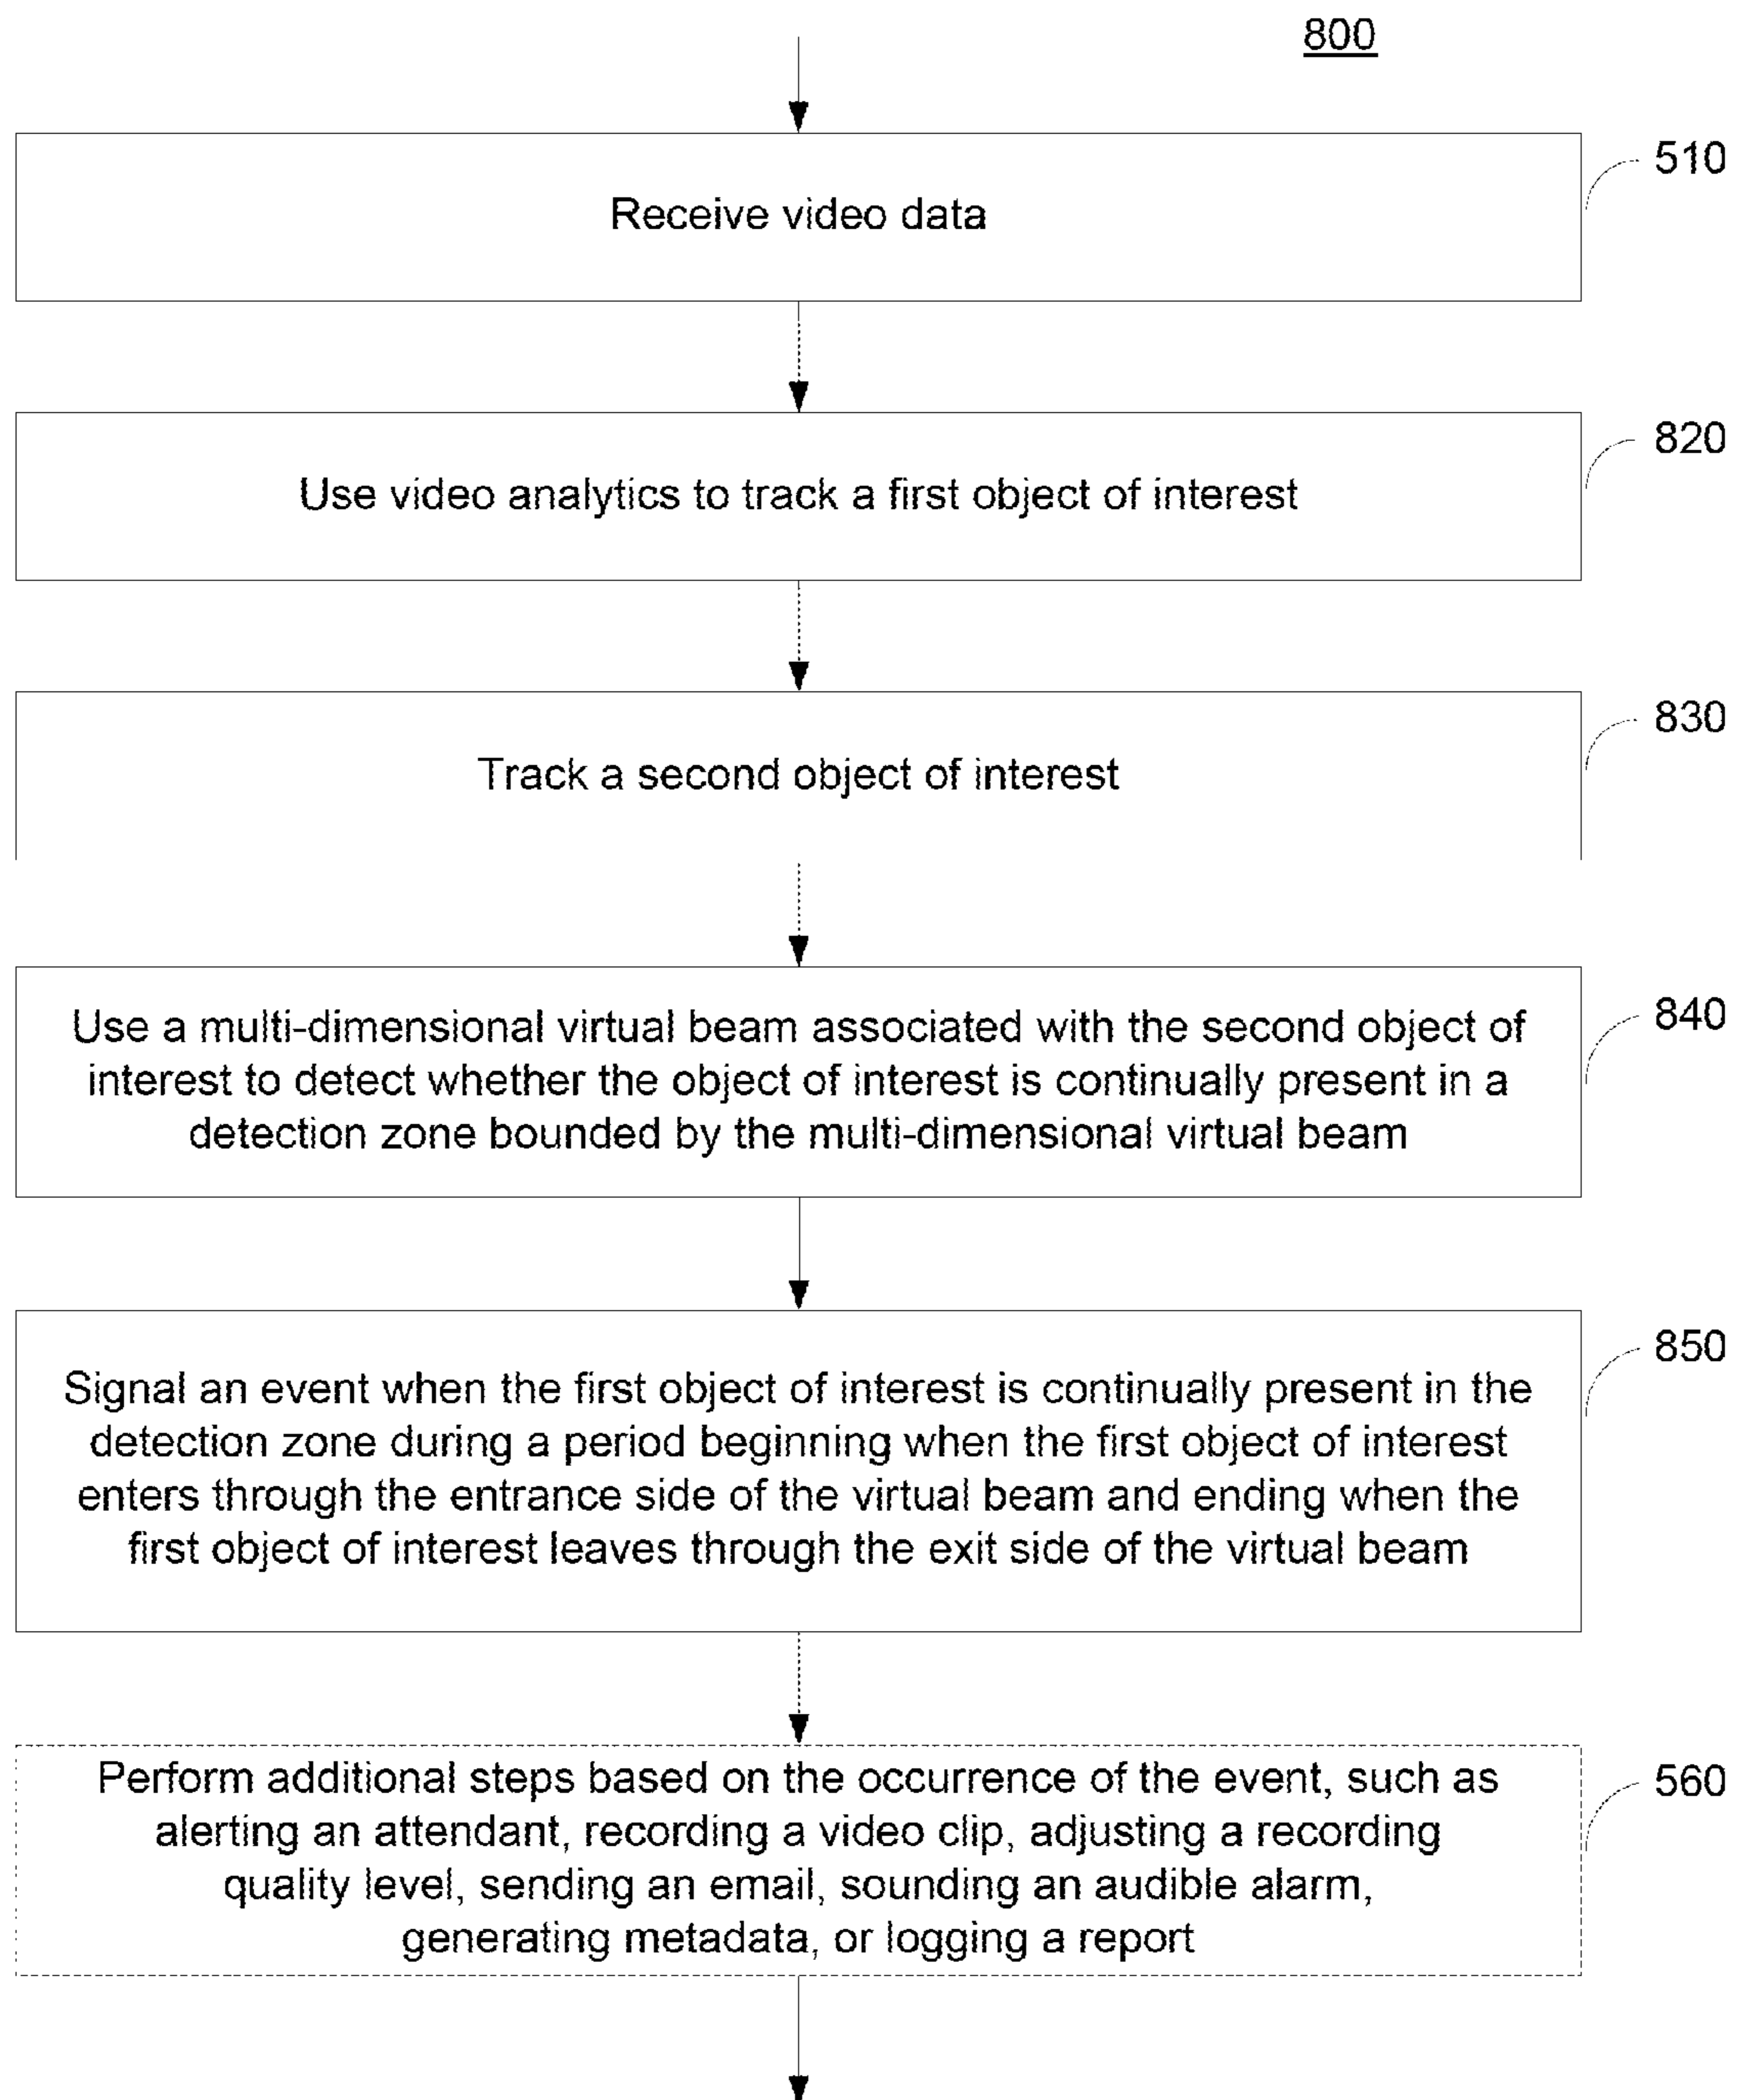 800
Receive video data
510
Use video analytics to track a first object of interest
820
Track a second object of interest
830
Use a multi-dimensional virtual beam associated with the second object of
interest to detect whether the object of interest is continually present in a
detection zone bounded by the multi-dimensional virtual beam
840
Signal an event when the first object of interest is continually present in the
detection zone during a period beginning when the first object of interest
enters through the entrance side of the virtual beam and ending when the
first object of interest leaves through the exit side of the virtual beam
850
Perform additional steps based on the occurrence of the event, such as
alerting an attendant, recording a video clip, adjusting a recording
quality level, sending an email, sounding an audible alarm,
generating metadata, or logging a report
560